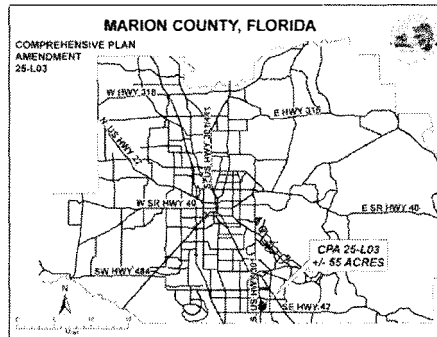 MARION COUNTY, FLORIDA
COMPREHENSIVE PLAN
AMENDMENT
25-L03
W HWY 318
E HWY 316
N US HWY 27
W SR HWY 40
E SR HWY 40
CPA 25-L03
+/- 55 ACRES
SW HWY 484
SE HWY 42
N